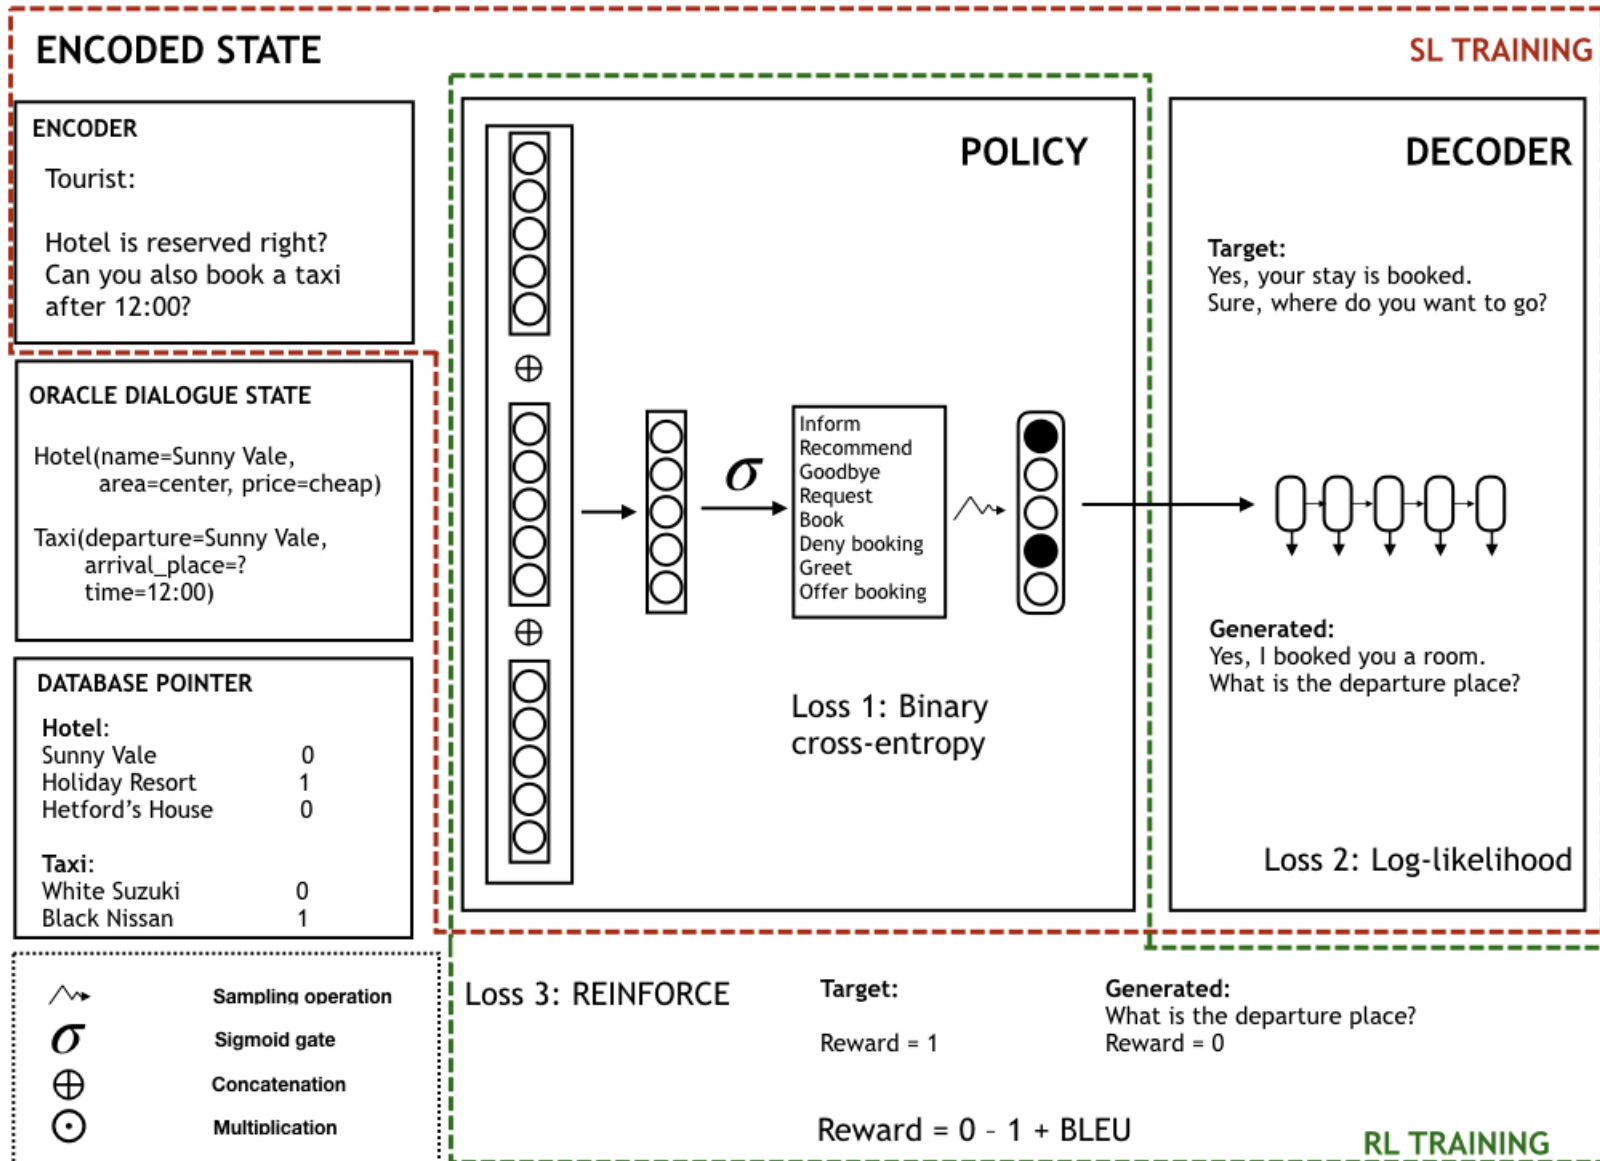 ENCODED STATE
SL TRAINING
ENCODER
Tourist:
Hotel is reserved right?
Can you also book a taxi
after 12:00?
ORACLE DIALOGUE STATE
Hotel(name=Sunny Vale,
area=center, price=cheap)
Taxi(departure=Sunny Vale,
arrival_place=?
time=12:00)
DATABASE POINTER
Hotel:
Sunny Vale 0
Holiday Resort 1
Hetford's House 0
Taxi:
White Suzuki 0
Black Nissan 1
Sampling operation
σ Sigmoid gate
⊕ Concatenation
⊙ Multiplication
POLICY
⊕
⊕
σ
Inform
Recommend
Goodbye
Request
Book
Deny booking
Greet
Offer booking
Loss 1: Binary
cross-entropy
DECODER
Target:
Yes, your stay is booked.
Sure, where do you want to go?
Generated:
Yes, I booked you a room.
What is the departure place?
Loss 2: Log-likelihood
Loss 3: REINFORCE
Target:
Reward = 1
Generated:
What is the departure place?
Reward = 0
Reward = 0 - 1 + BLEU
RL TRAINING